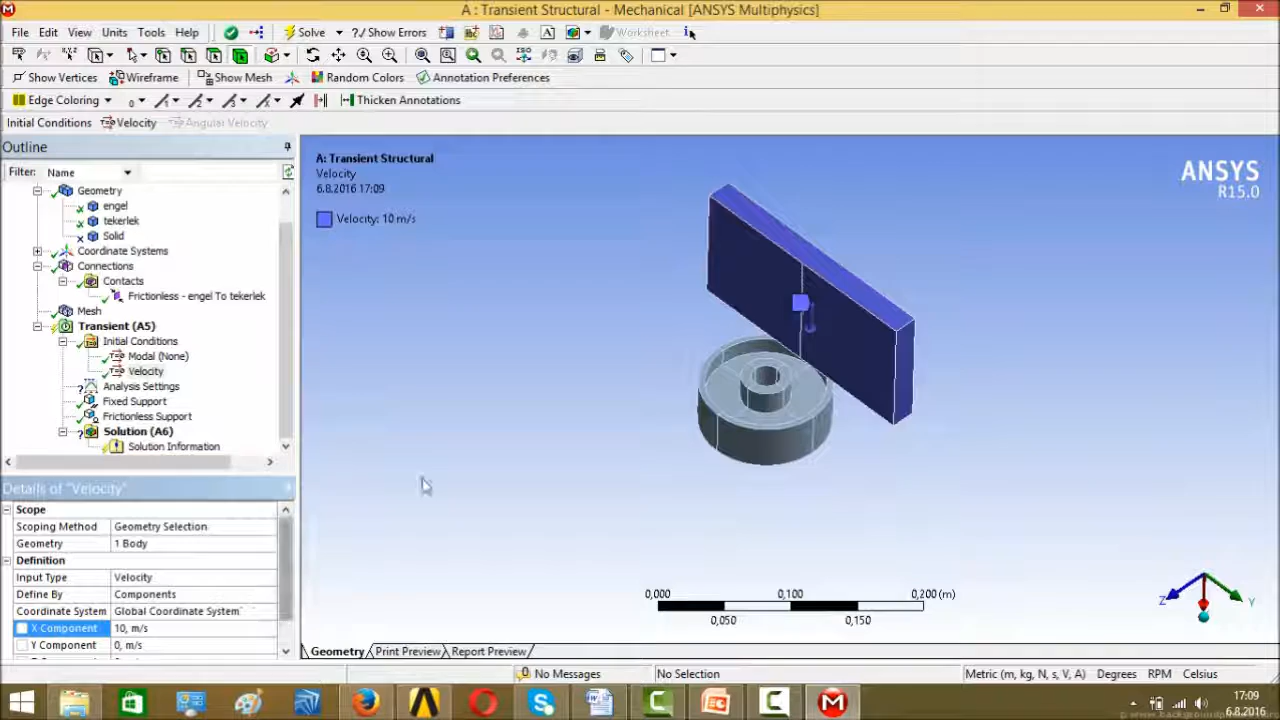 A : Transient Structural - Mechanical [ANSYS Multiphysics]
File Edit View Units Tools Help Solve ?/ Show Errors Worksheet
Show Vertices Wireframe Show Mesh Random Colors Annotation Preferences
Edge Coloring Thicken Annotations
Initial Conditions Velocity Angular Velocity
Outline
Filter: Name
Geometry
engel
tekerlek
Solid
Coordinate Systems
Connections
Contacts
Frictionless - engel To tekerlek
Mesh
Transient (A5)
Initial Conditions
Modal (None)
Velocity
Analysis Settings
Fixed Support
Frictionless Support
Solution (A6)
Solution Information
Details of "Velocity"
Scope
Scoping Method Geometry Selection
Geometry 1 Body
Definition
Input Type Velocity
Define By Components
Coordinate System Global Coordinate System
X Component 10, m/s
Y Component 0, m/s
A: Transient Structural
Velocity
6.8.2016 17:09
Velocity: 10 m/s
ANSYS
R15.0
0,000 0,100 0,200 (m)
0,050 0,150
Z Y
Geometry Print Preview Report Preview
No Messages No Selection Metric (m, kg, N, s, V, A) Degrees RPM Celsius
17:09
6.8.2016